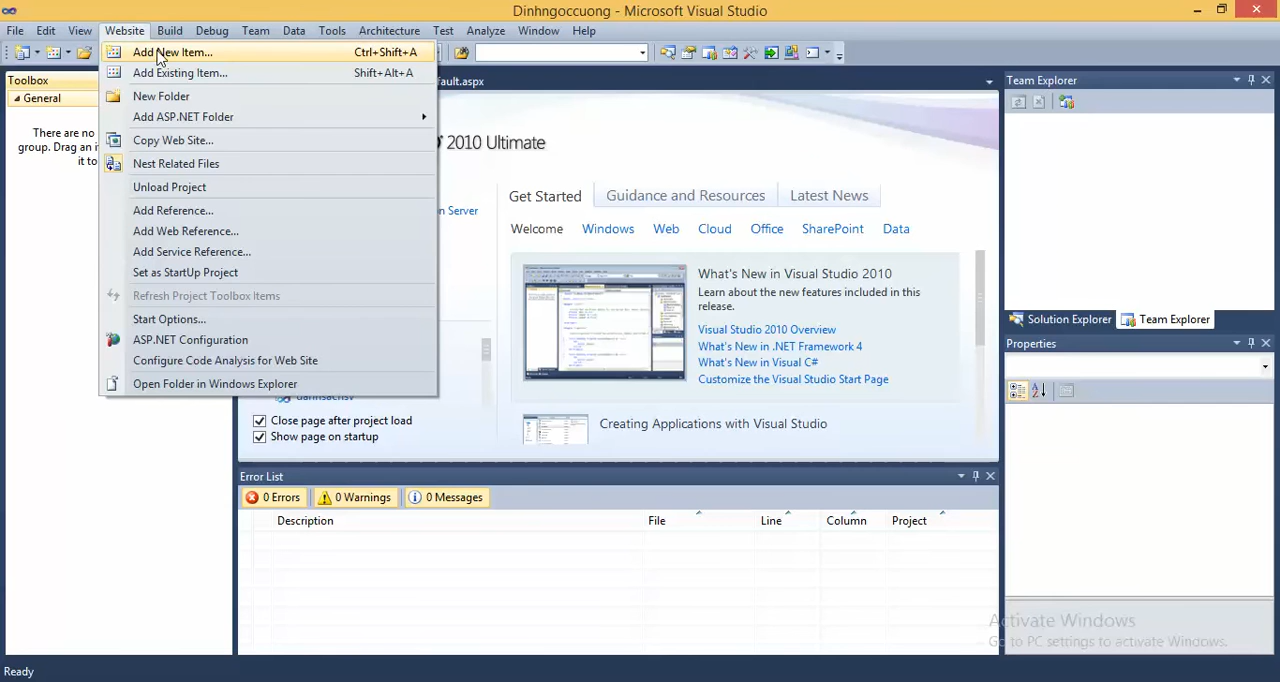 Dinhngoccuong - Microsoft Visual Studio
File Edit View Website Build Debug Team Data Tools Architecture Test Analyze Window Help
Add New Item... Ctrl+Shift+A
Add Existing Item... Shift+Alt+A
New Folder
Add ASP.NET Folder
Copy Web Site...
Nest Related Files
Unload Project
Add Reference...
Add Web Reference...
Add Service Reference...
Set as StartUp Project
Refresh Project Toolbox Items
Start Options...
ASP.NET Configuration
Configure Code Analysis for Web Site
Open Folder in Windows Explorer
Toolbox
General
There are no
group. Drag an i
it to
fault.aspx
2010 Ultimate
n Server
Get Started Guidance and Resources Latest News
Welcome Windows Web Cloud Office SharePoint Data
What's New in Visual Studio 2010
Learn about the new features included in this
release.
Visual Studio 2010 Overview
What's New in .NET Framework 4
What's New in Visual C#
Customize the Visual Studio Start Page
Creating Applications with Visual Studio
danhsachsv
Close page after project load
Show page on startup
Error List
0 Errors 0 Warnings 0 Messages
Description File Line Column Project
Team Explorer
Solution Explorer Team Explorer
Properties
Activate Windows
Go to PC settings to activate Windows.
Ready